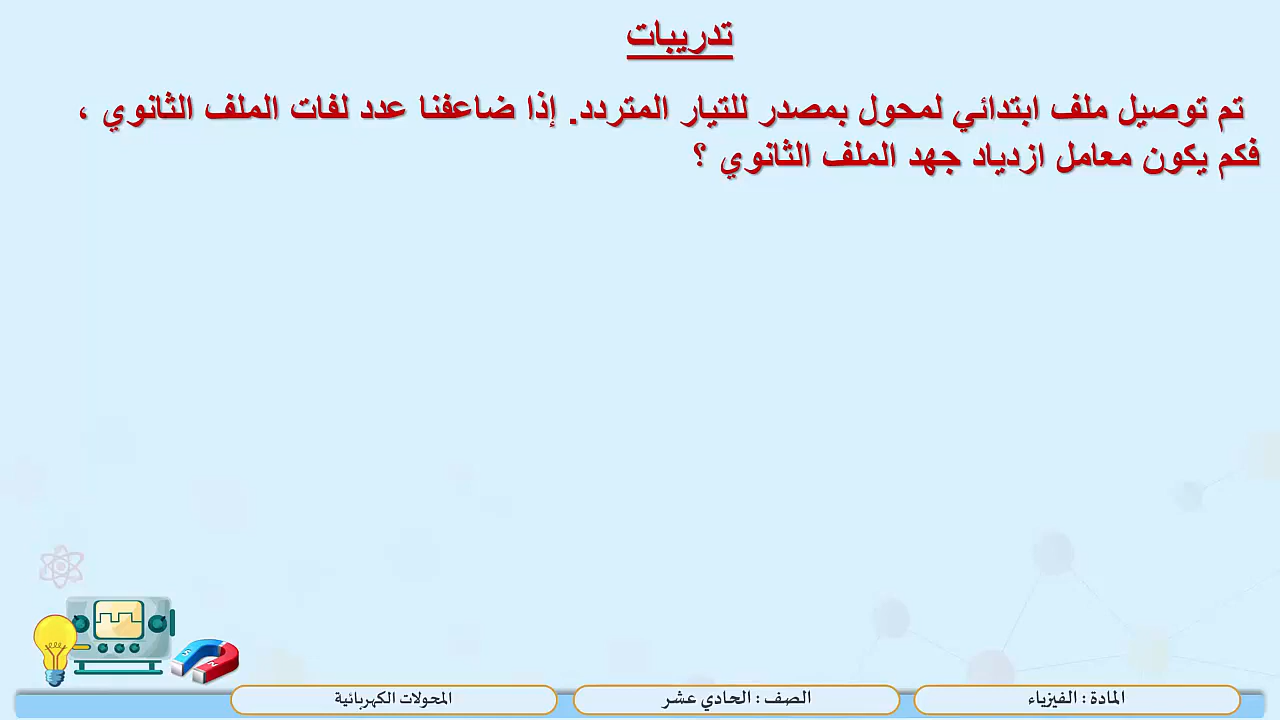 تدريبات
تم توصيل ملف ابتدائي لمحول بمصدر للتيار المتردد. إذا ضاعفنا عدد لفات الملف الثانوي ،
فكم يكون معامل ازدياد جهد الملف الثانوي ؟
المادة : الفيزياء
الصف : الحادي عشر
المحولات الكهربائية